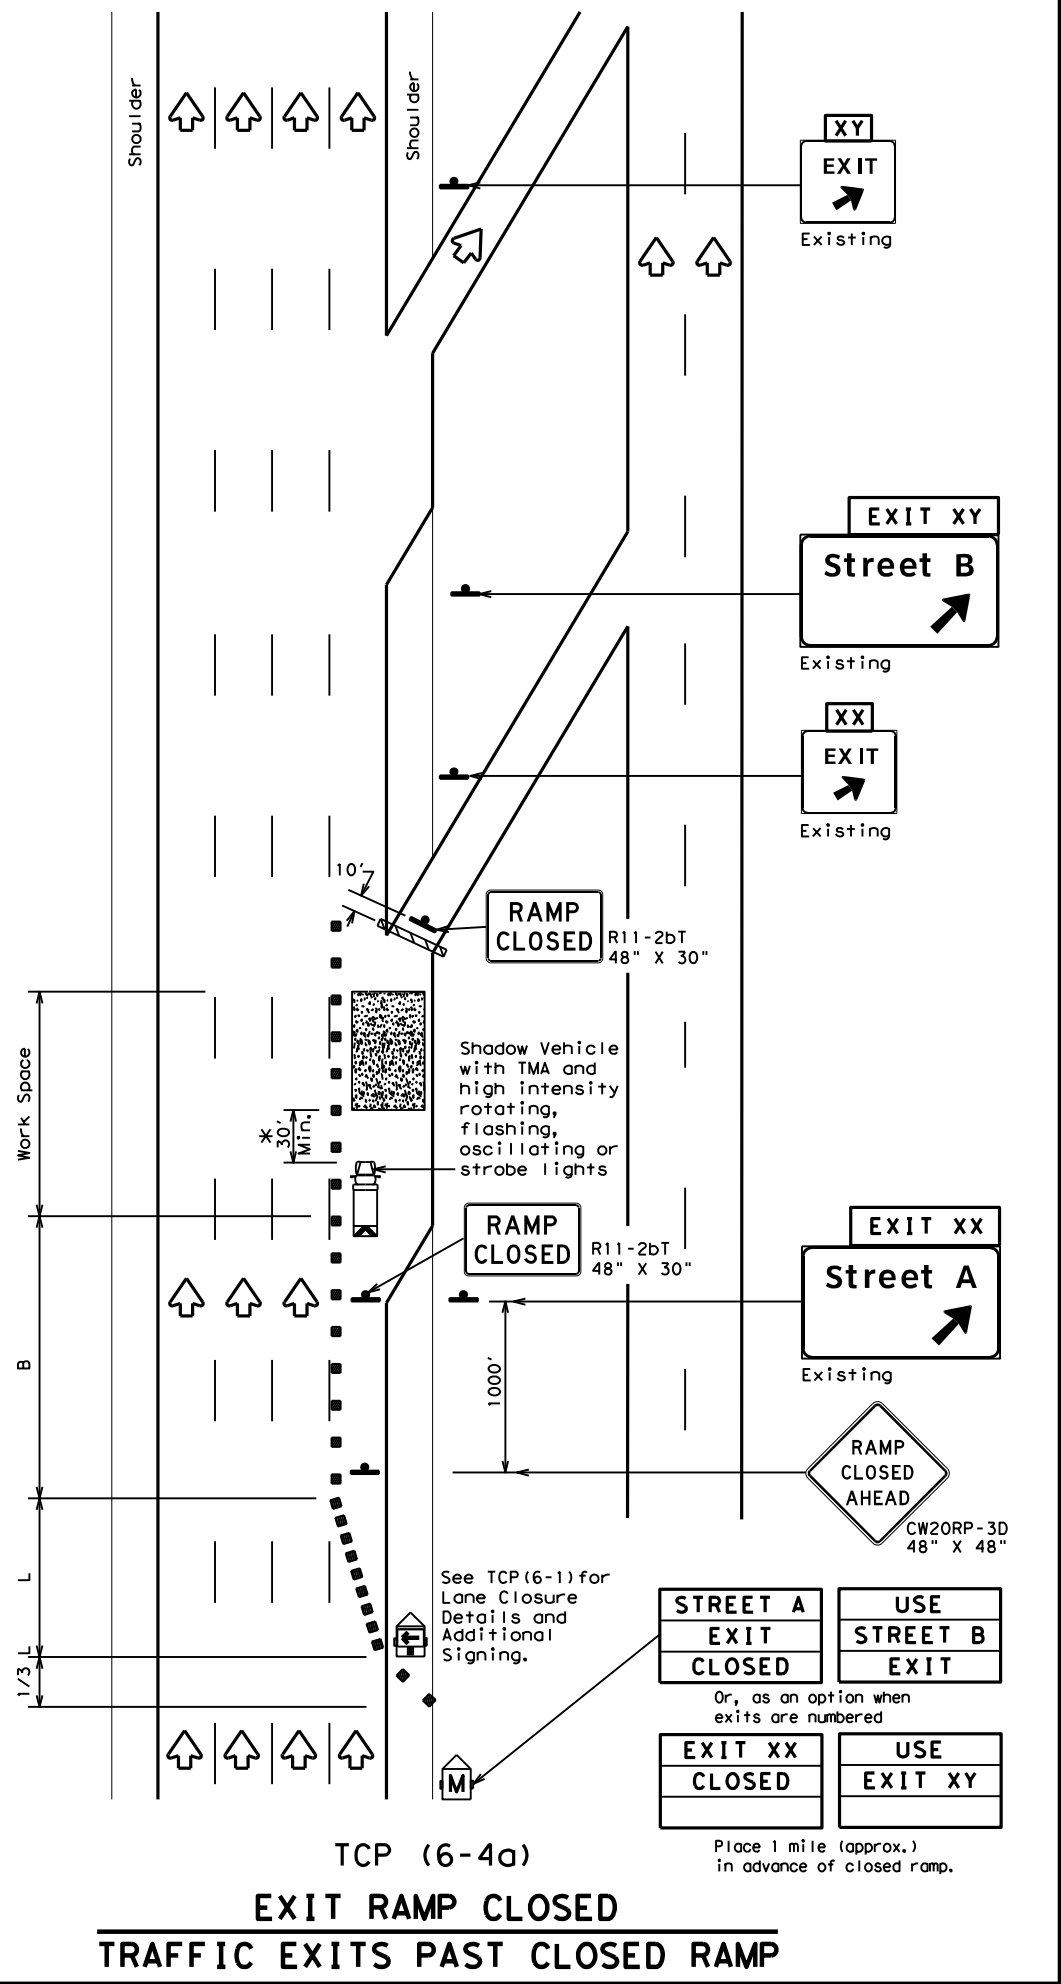 Shoulder
Shoulder
XY
EXIT
Existing
EXIT XY
Street B
Existing
XX
EXIT
Existing
10'
RAMP
CLOSED
R11-2bT
48" X 30"
Work Space
*
30'
Min.
Shadow Vehicle
with TMA and
high intensity
rotating,
flashing,
oscillating or
strobe lights
RAMP
CLOSED
R11-2bT
48" X 30"
EXIT XX
Street A
Existing
B
1000'
RAMP
CLOSED
AHEAD
CW20RP-3D
48" X 48"
L
1/3 L
See TCP(6-1)for
Lane Closure
Details and
Additional
Signing.
STREET A
EXIT
CLOSED
USE
STREET B
EXIT
Or, as an option when
exits are numbered
EXIT XX
CLOSED
USE
EXIT XY
M
Place 1 mile (approx.)
in advance of closed ramp.
TCP (6-4a)
EXIT RAMP CLOSED
TRAFFIC EXITS PAST CLOSED RAMP